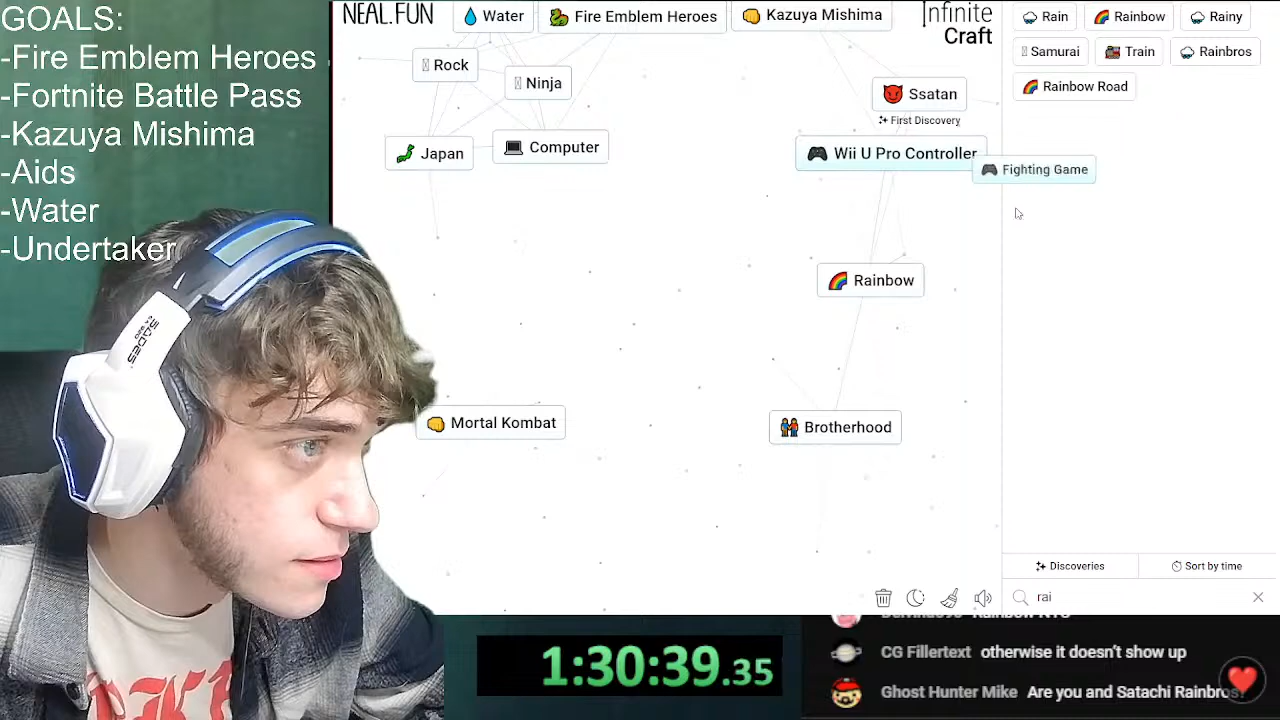 GOALS:
-Fire Emblem Heroes
-Fortnite Battle Pass
-Kazuya Mishima
-Aids
-Water
-Undertaker
NEAL.FUN
Water
Fire Emblem Heroes
Kazuya Mishima
Infinite
Craft
Rock
Ninja
Ssatan
First Discovery
Japan
Computer
Wii U Pro Controller
Fighting Game
Rainbow
Mortal Kombat
Brotherhood
Rain
Rainbow
Rainy
Samurai
Train
Rainbros
Rainbow Road
Discoveries
Sort by time
rai
SADES
1:30:39.35
CG Fillertext otherwise it doesn't show up
Ghost Hunter Mike Are you and Satachi Rainbros?